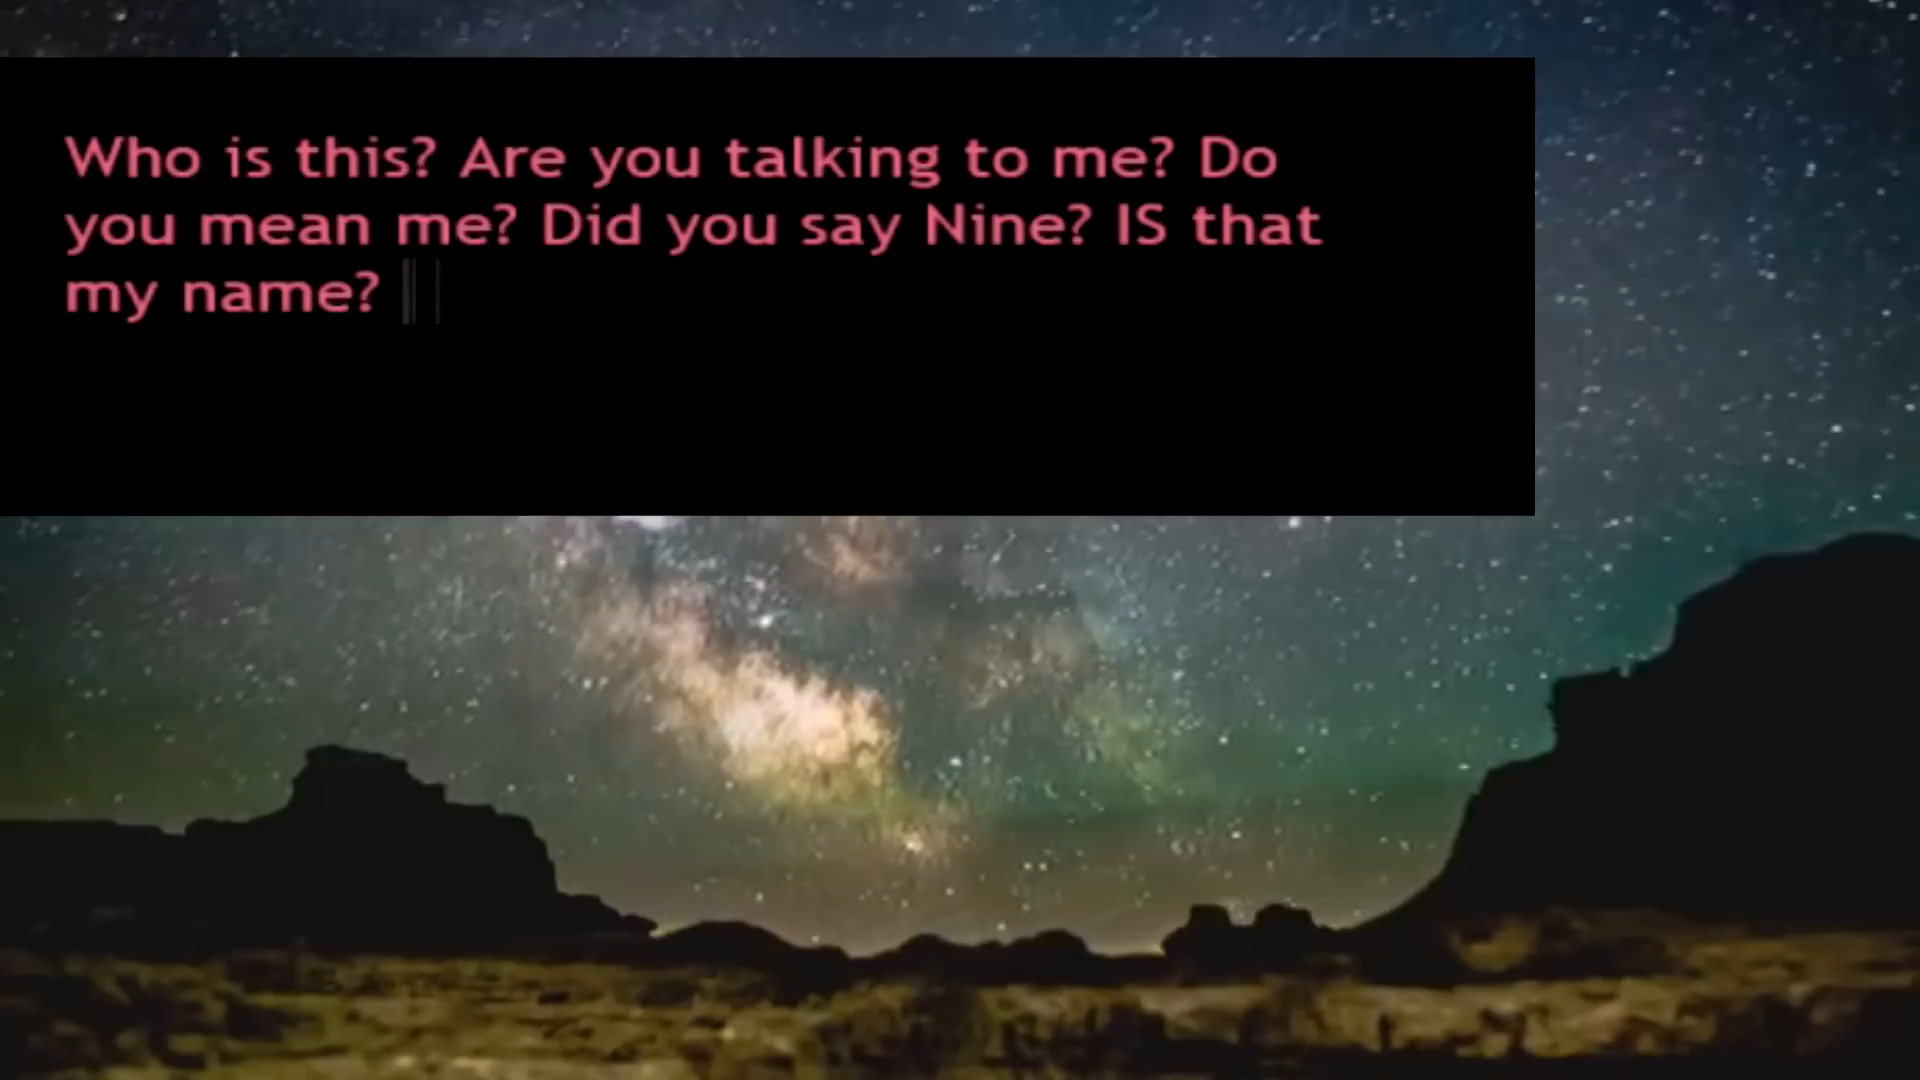 Who is this? Are you talking to me? Do
you mean me? Did you say Nine? IS that
my name?